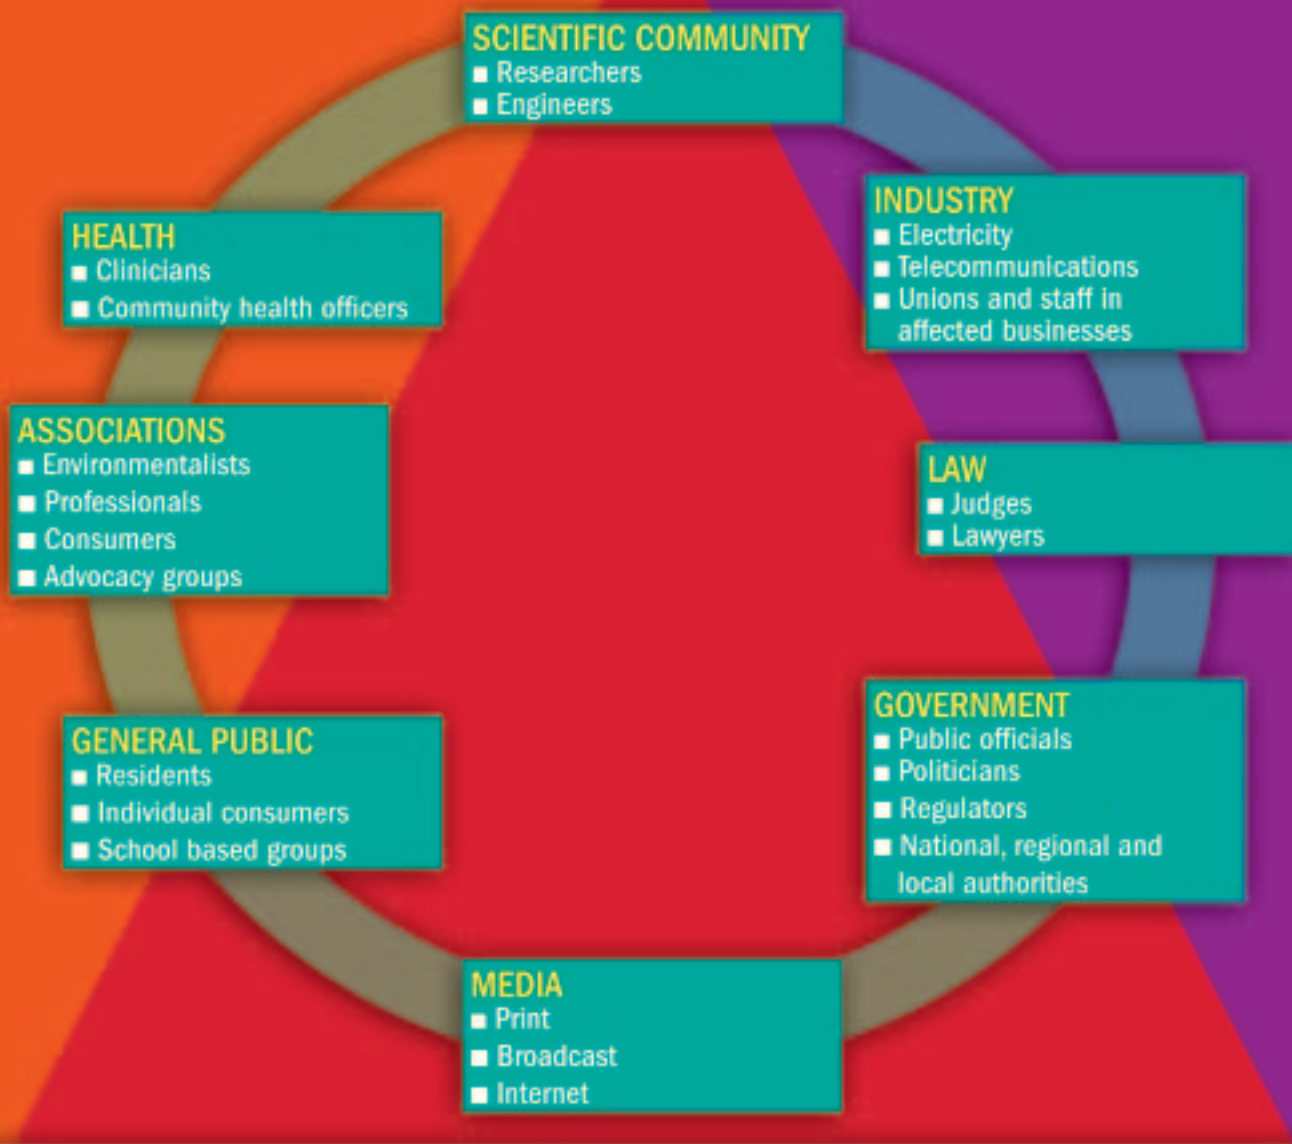 SCIENTIFIC COMMUNITY
■ Researchers
■ Engineers
INDUSTRY
■ Electricity
■ Telecommunications
■ Unions and staff in
affected businesses
LAW
■ Judges
■ Lawyers
GOVERNMENT
■ Public officials
■ Politicians
■ Regulators
■ National, regional and
local authorities
MEDIA
■ Print
■ Broadcast
■ Internet
GENERAL PUBLIC
■ Residents
■ Individual consumers
■ School based groups
ASSOCIATIONS
■ Environmentalists
■ Professionals
■ Consumers
■ Advocacy groups
HEALTH
■ Clinicians
■ Community health officers